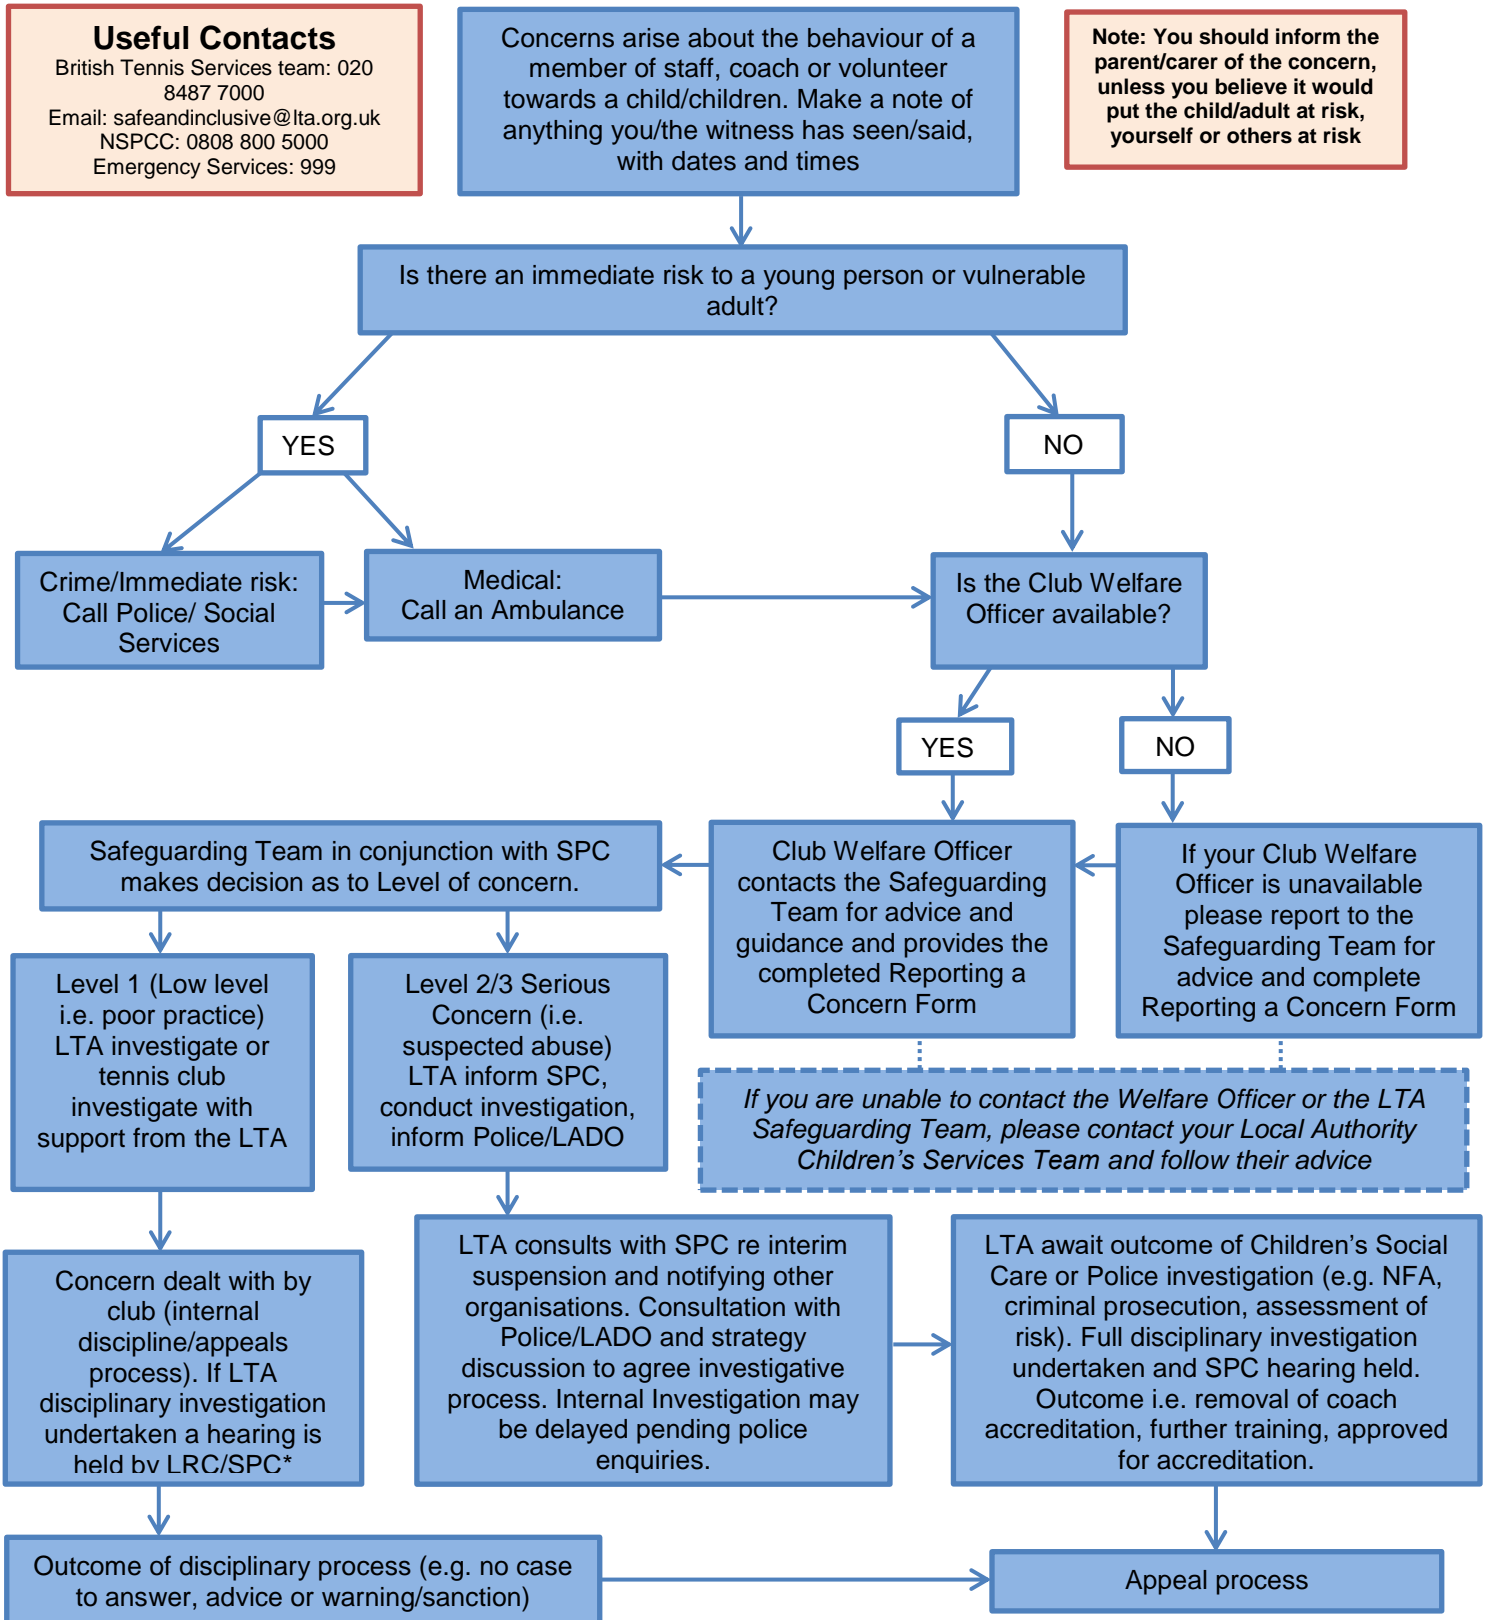 Useful Contacts
British Tennis Services team: 020
8487 7000
Email: safeandinclusive@lta.org.uk
NSPCC: 0808 800 5000
Emergency Services: 999
Concerns arise about the behaviour of a
member of staff, coach or volunteer
towards a child/children. Make a note of
anything you/the witness has seen/said,
with dates and times
Note: You should inform the
parent/carer of the concern,
unless you believe it would
put the child/adult at risk,
yourself or others at risk
Is there an immediate risk to a young person or vulnerable
adult?
YES
NO
Crime/Immediate risk:
Call Police/ Social
Services
Medical:
Call an Ambulance
Is the Club Welfare
Officer available?
YES
NO
Safeguarding Team in conjunction with SPC
makes decision as to Level of concern.
Club Welfare Officer
contacts the Safeguarding
Team for advice and
guidance and provides the
completed Reporting a
Concern Form
If your Club Welfare
Officer is unavailable
please report to the
Safeguarding Team for
advice and complete
Reporting a Concern Form
Level 1 (Low level
i.e. poor practice)
LTA investigate or
tennis club
investigate with
support from the LTA
Level 2/3 Serious
Concern (i.e.
suspected abuse)
LTA inform SPC,
conduct investigation,
inform Police/LADO
If you are unable to contact the Welfare Officer or the LTA
Safeguarding Team, please contact your Local Authority
Children’s Services Team and follow their advice
Concern dealt with by
club (internal
discipline/appeals
process). If LTA
disciplinary investigation
undertaken a hearing is
held by LRC/SPC*
LTA consults with SPC re interim
suspension and notifying other
organisations. Consultation with
Police/LADO and strategy
discussion to agree investigative
process. Internal Investigation may
be delayed pending police
enquiries.
LTA await outcome of Children’s Social
Care or Police investigation (e.g. NFA,
criminal prosecution, assessment of
risk). Full disciplinary investigation
undertaken and SPC hearing held.
Outcome i.e. removal of coach
accreditation, further training, approved
for accreditation.
Outcome of disciplinary process (e.g. no case
to answer, advice or warning/sanction)
Appeal process